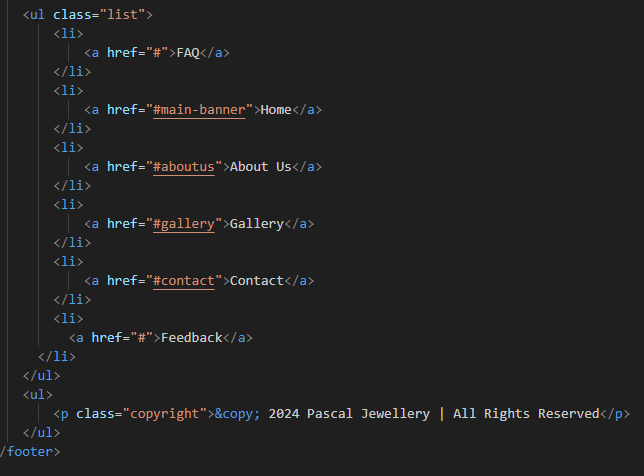 <ul class="list">
<li>
<a href="#">FAQ</a>
</li>
<li>
<a href="#main-banner">Home</a>
</li>
<li>
<a href="#aboutus">About Us</a>
</li>
<li>
<a href="#gallery">Gallery</a>
</li>
<li>
<a href="#contact">Contact</a>
</li>
<li>
<a href="#">Feedback</a>
</li>
</ul>
<ul>
<p class="copyright">&copy; 2024 Pascal Jewellery | All Rights Reserved</p>
</ul>
/footer>